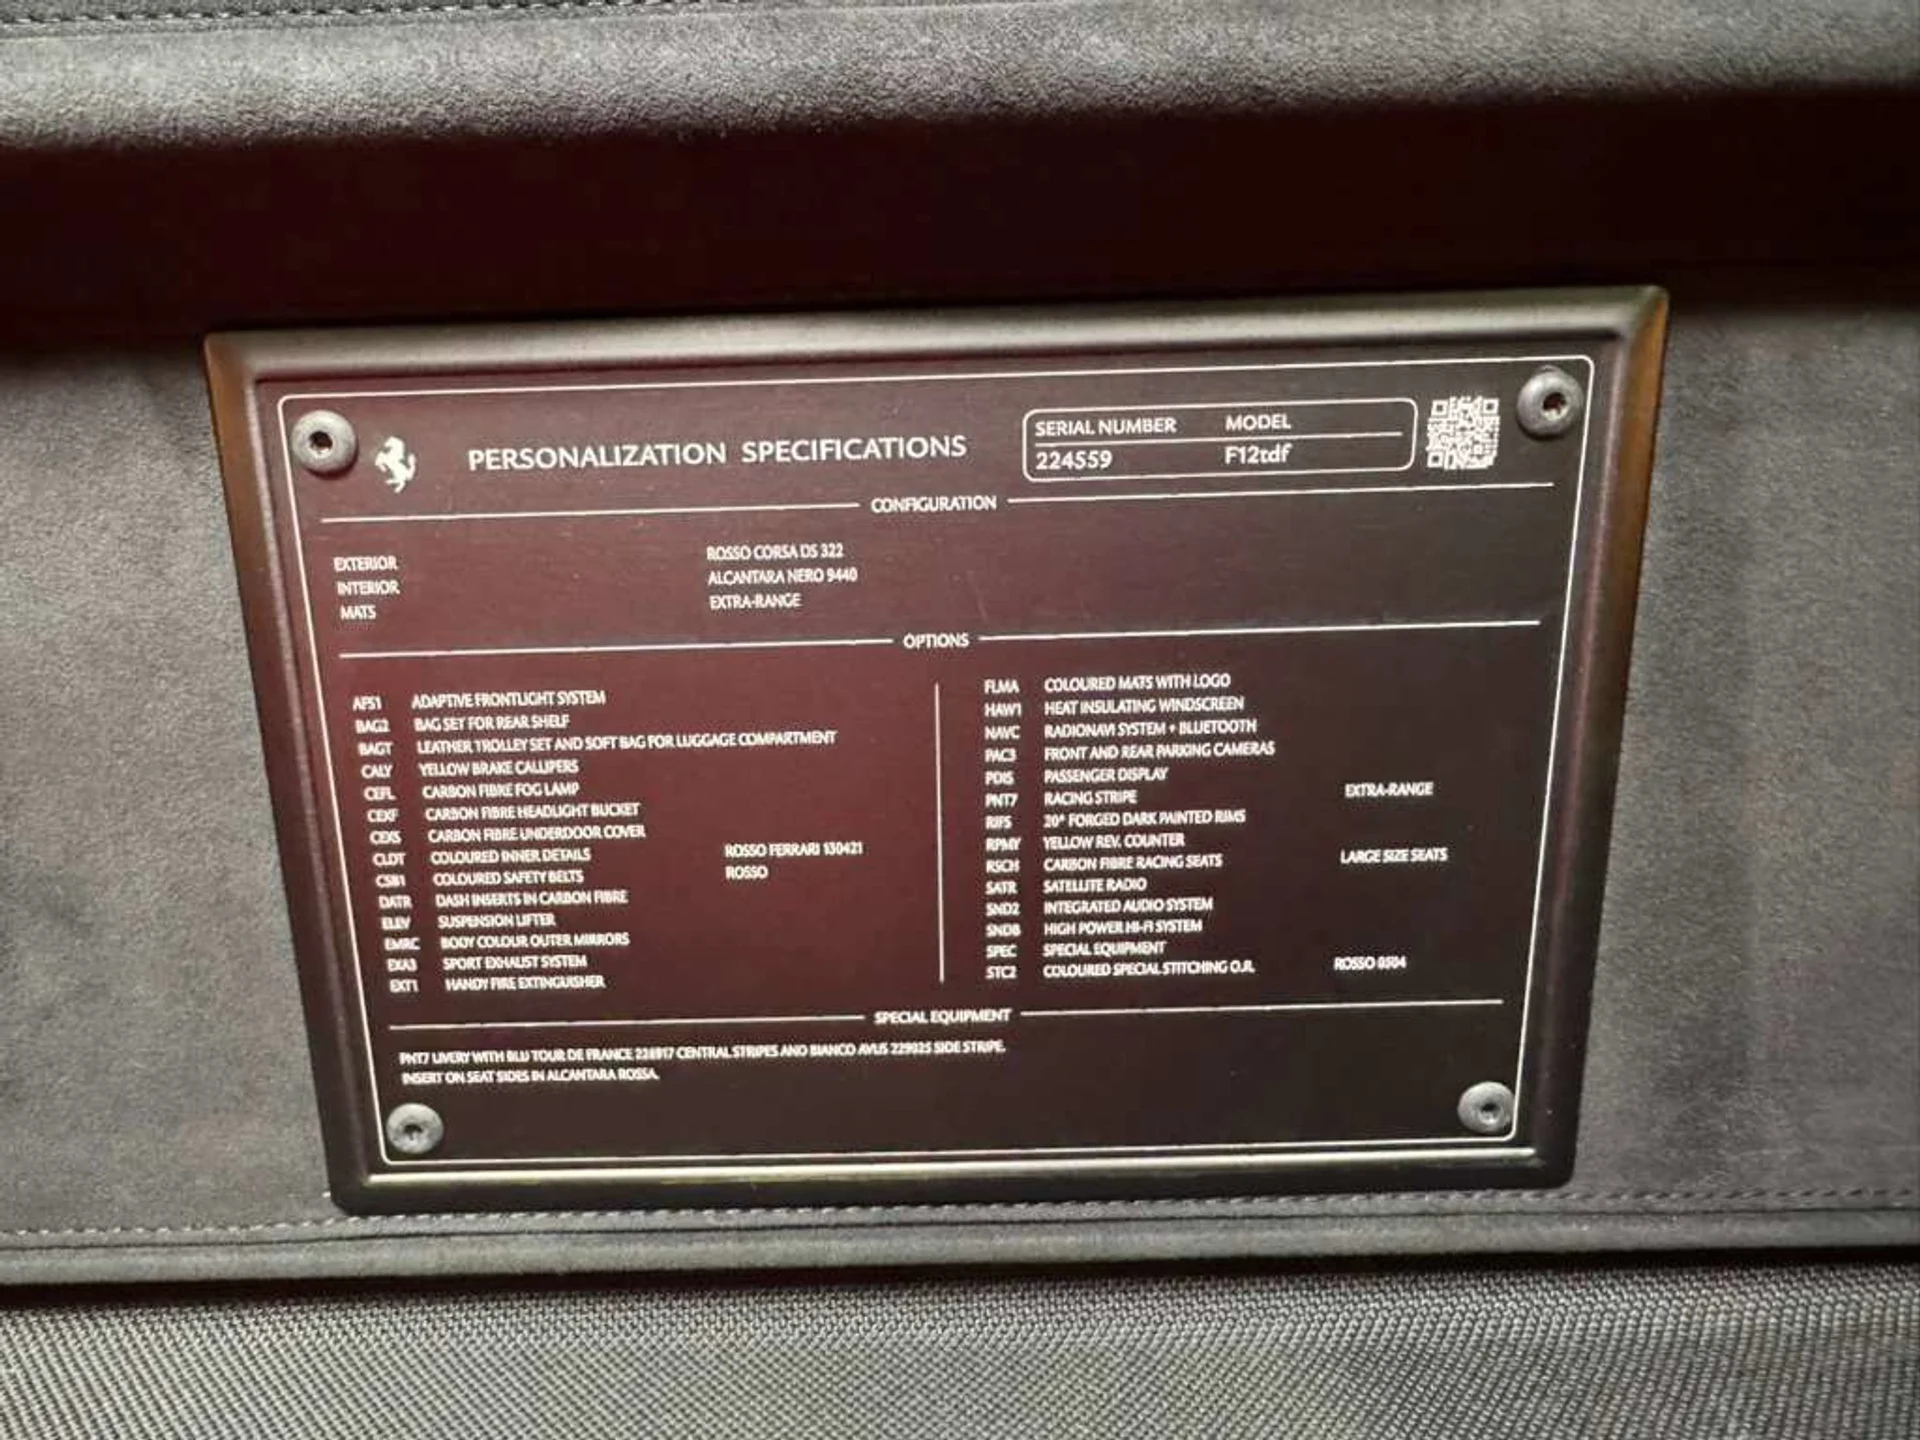 PERSONALIZATION SPECIFICATIONS
SERIAL NUMBER MODEL
224559 F12tdf
CONFIGURATION
EXTERIOR ROSSO CORSA DS 322
INTERIOR ALCANTARA NERO 9440
MATS EXTRA-RANGE
OPTIONS
AFS1 ADAPTIVE FRONTLIGHT SYSTEM
BAG2 BAG SET FOR REAR SHELF
BAGT LEATHER TROLLEY SET AND SOFT BAG FOR LUGGAGE COMPARTMENT
CALY YELLOW BRAKE CALLIPERS
CEFL CARBON FIBRE FOG LAMP
CEXF CARBON FIBRE HEADLIGHT BUCKET
CEXS CARBON FIBRE UNDERDOOR COVER
CLDT COLOURED INNER DETAILS ROSSO FERRARI 130421
CSB1 COLOURED SAFETY BELTS ROSSO
DATR DASH INSERTS IN CARBON FIBRE
ELEV SUSPENSION LIFTER
EMRC BODY COLOUR OUTER MIRRORS
EXA3 SPORT EXHAUST SYSTEM
EXT1 HANDY FIRE EXTINGUISHER
FLMA COLOURED MATS WITH LOGO
HAW1 HEAT INSULATING WINDSCREEN
NAVC RADIONAVI SYSTEM + BLUETOOTH
PAC3 FRONT AND REAR PARKING CAMERAS
PDIS PASSENGER DISPLAY
PNT7 RACING STRIPE EXTRA-RANGE
RIFS 20" FORGED DARK PAINTED RIMS
RPMY YELLOW REV. COUNTER
RSCH CARBON FIBRE RACING SEATS LARGE SIZE SEATS
SATR SATELLITE RADIO
SND2 INTEGRATED AUDIO SYSTEM
SND8 HIGH POWER HI-FI SYSTEM
SPEC SPECIAL EQUIPMENT
STC2 COLOURED SPECIAL STITCHING O.R. ROSSO 0504
SPECIAL EQUIPMENT
PNT7 LIVERY WITH BLU TOUR DE FRANCE CENTRAL STRIPES AND BIANCO AVUS 229025 SIDE STRIPE.
INSERT ON SEAT SIDES IN ALCANTARA ROSSA.